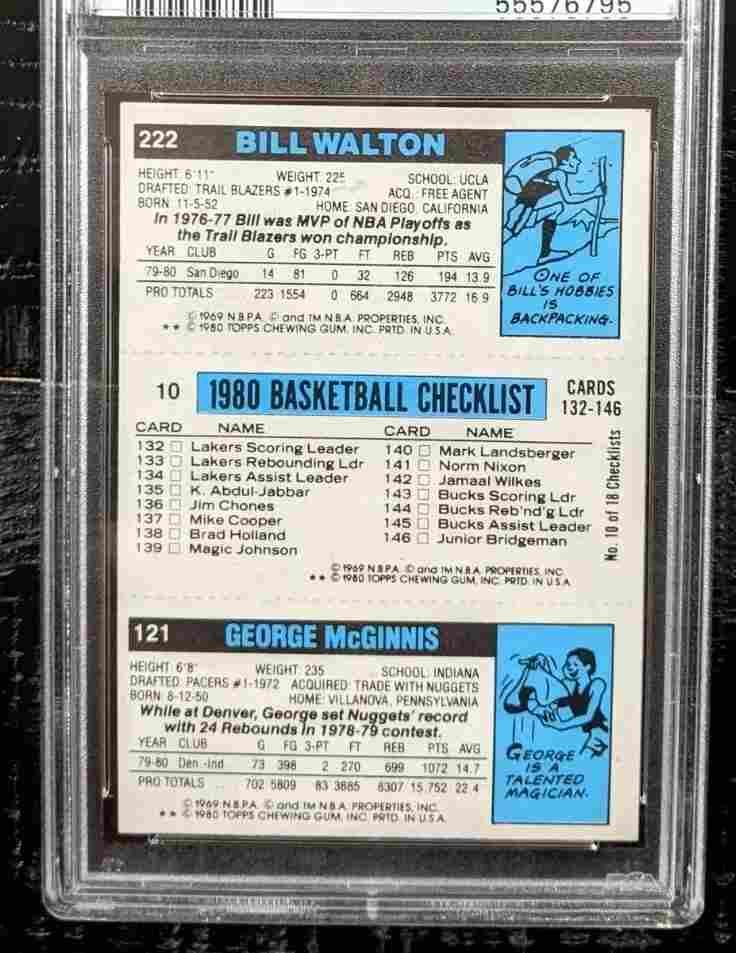 55576795
222 BILL WALTON
HEIGHT: 6'11" WEIGHT: 225 SCHOOL: UCLA
DRAFTED: TRAIL BLAZERS #1-1974 ACQ.: FREE AGENT
BORN: 11-5-52 HOME: SAN DIEGO, CALIFORNIA
In 1976-77 Bill was MVP of NBA Playoffs as
the Trail Blazers won championship.
YEAR CLUB G FG 3-PT FT REB PTS AVG
79-80 San Diego 14 81 0 32 126 194 13.9
PRO TOTALS 223 1554 0 664 2948 3772 16.9
© 1969 N.B.P.A. © and TM N.B.A. PROPERTIES, INC.
** © 1980 TOPPS CHEWING GUM, INC. PRTD. IN U.S.A.
ONE OF
BILL'S HOBBIES
IS
BACKPACKING.
10 1980 BASKETBALL CHECKLIST CARDS
132-146
CARD NAME
132 □ Lakers Scoring Leader
133 □ Lakers Rebounding Ldr
134 □ Lakers Assist Leader
135 □ K. Abdul-Jabbar
136 □ Jim Chones
137 □ Mike Cooper
138 □ Brad Holland
139 □ Magic Johnson
CARD NAME
140 □ Mark Landsberger
141 □ Norm Nixon
142 □ Jamaal Wilkes
143 □ Bucks Scoring Ldr
144 □ Bucks Reb'nd'g Ldr
145 □ Bucks Assist Leader
146 □ Junior Bridgeman
No. 10 of 18 Checklists
© 1969 N.B.P.A. © and TM N.B.A. PROPERTIES, INC.
** © 1980 TOPPS CHEWING GUM, INC. PRTD. IN U.S.A.
121 GEORGE McGINNIS
HEIGHT: 6'8" WEIGHT: 235 SCHOOL: INDIANA
DRAFTED: PACERS #1-1972 ACQUIRED: TRADE WITH NUGGETS
BORN: 8-12-50 HOME: VILLANOVA, PENNSYLVANIA
While at Denver, George set Nuggets' record
with 24 Rebounds in 1978-79 contest.
YEAR CLUB G FG 3-PT FT REB PTS AVG
79-80 Den.-Ind. 73 398 2 270 699 1072 14.7
PRO TOTALS 702 5809 83 3885 8307 15,752 22.4
© 1969 N.B.P.A. © and TM N.B.A. PROPERTIES, INC.
** © 1980 TOPPS CHEWING GUM, INC. PRTD. IN U.S.A.
GEORGE
IS A
TALENTED
MAGICIAN.